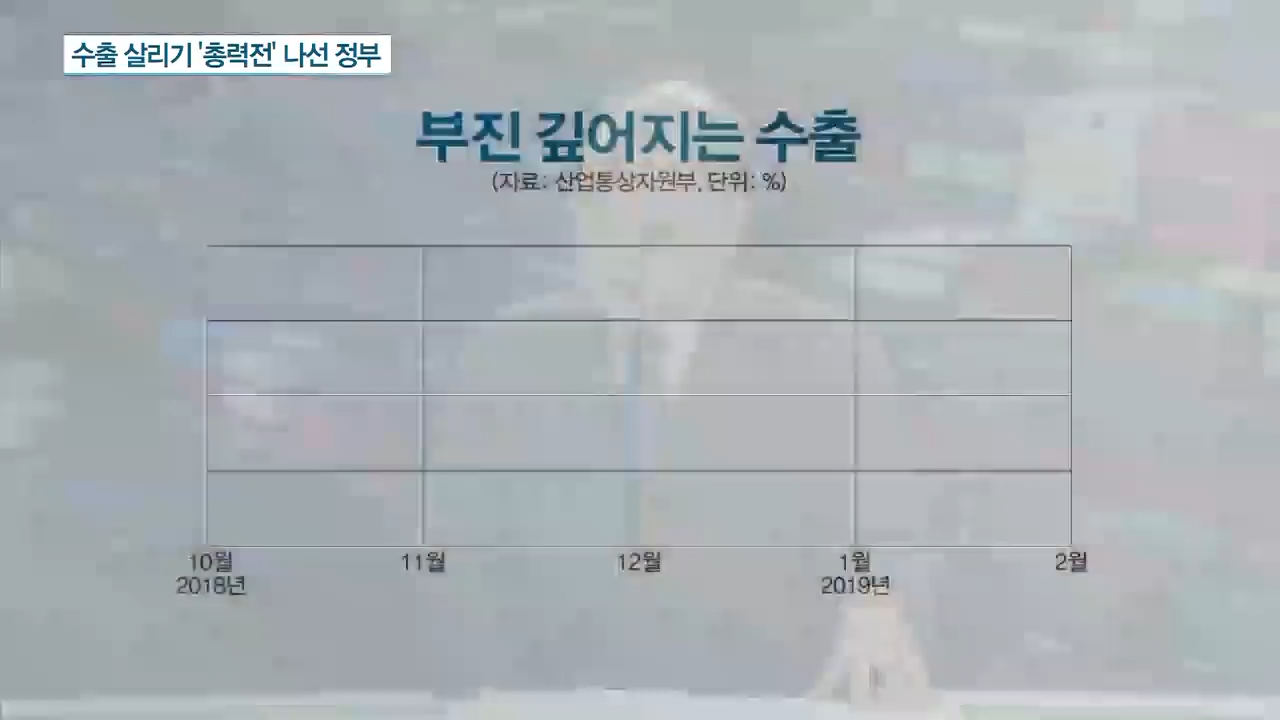 수출 살리기 '총력전' 나선 정부
부진 깊어지는 수출
(자료: 산업통상자원부, 단위: %)
10월 11월 12월 1월 2월
2018년 2019년